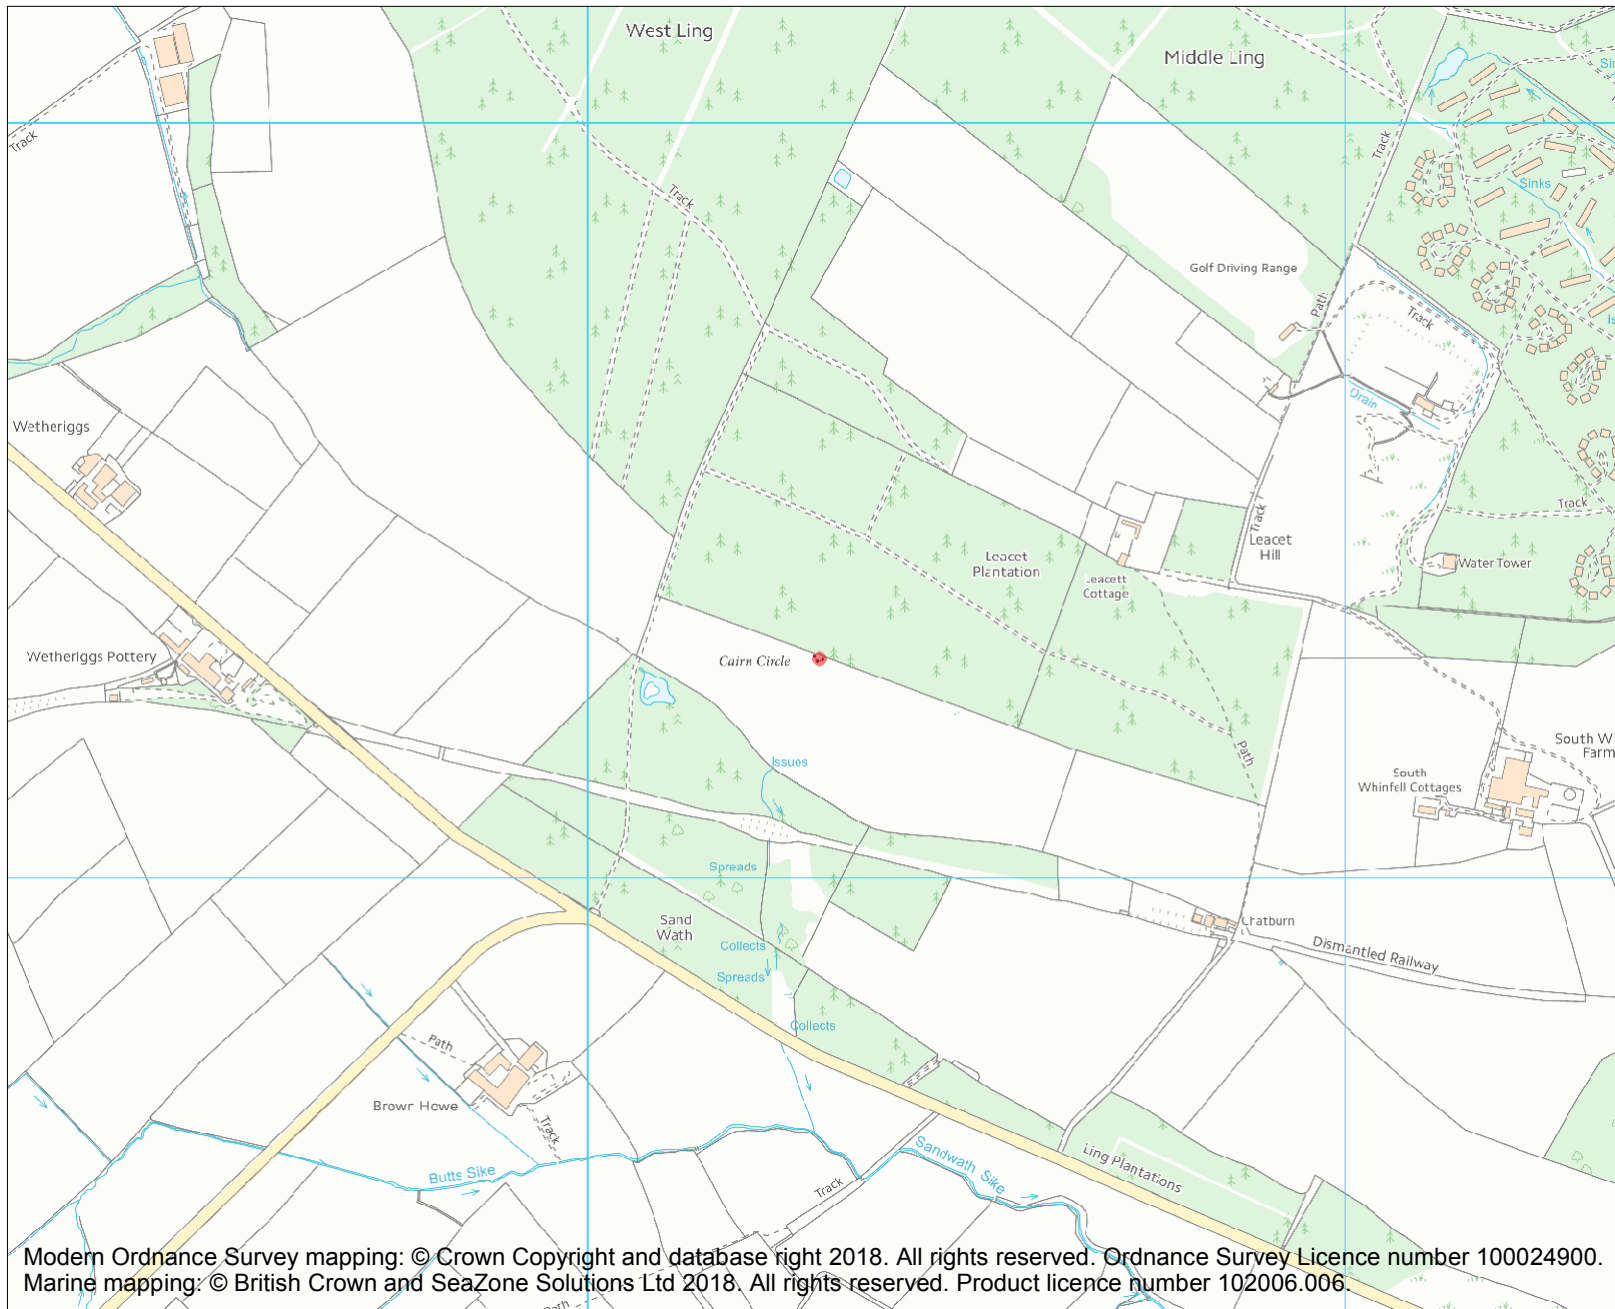 West Ling
Middle Ling
Track
Track
Track
Sinks
Golf Driving Range
Path
Track
Drain
Wetheriggs
Track
Track
Leacet
Hill
Leacet
Plantation
Leacett
Cottage
Water Tower
Wetheriggs Pottery
Cairn Circle
Path
South W
Farm
South
Whinfell Cottages
Issues
Spreads
Sand
Wath
Collects
Spreads
Collects
Chatburn
Dismantled Railway
Path
Brown Howe
Track
Butts Sike
Sandwath Sike
Track
Ling Plantations
Modern Ordnance Survey mapping: © Crown Copyright and database right 2018. All rights reserved. Ordnance Survey Licence number 100024900.
Marine mapping: © British Crown and SeaZone Solutions Ltd 2018. All rights reserved. Product licence number 102006.006.